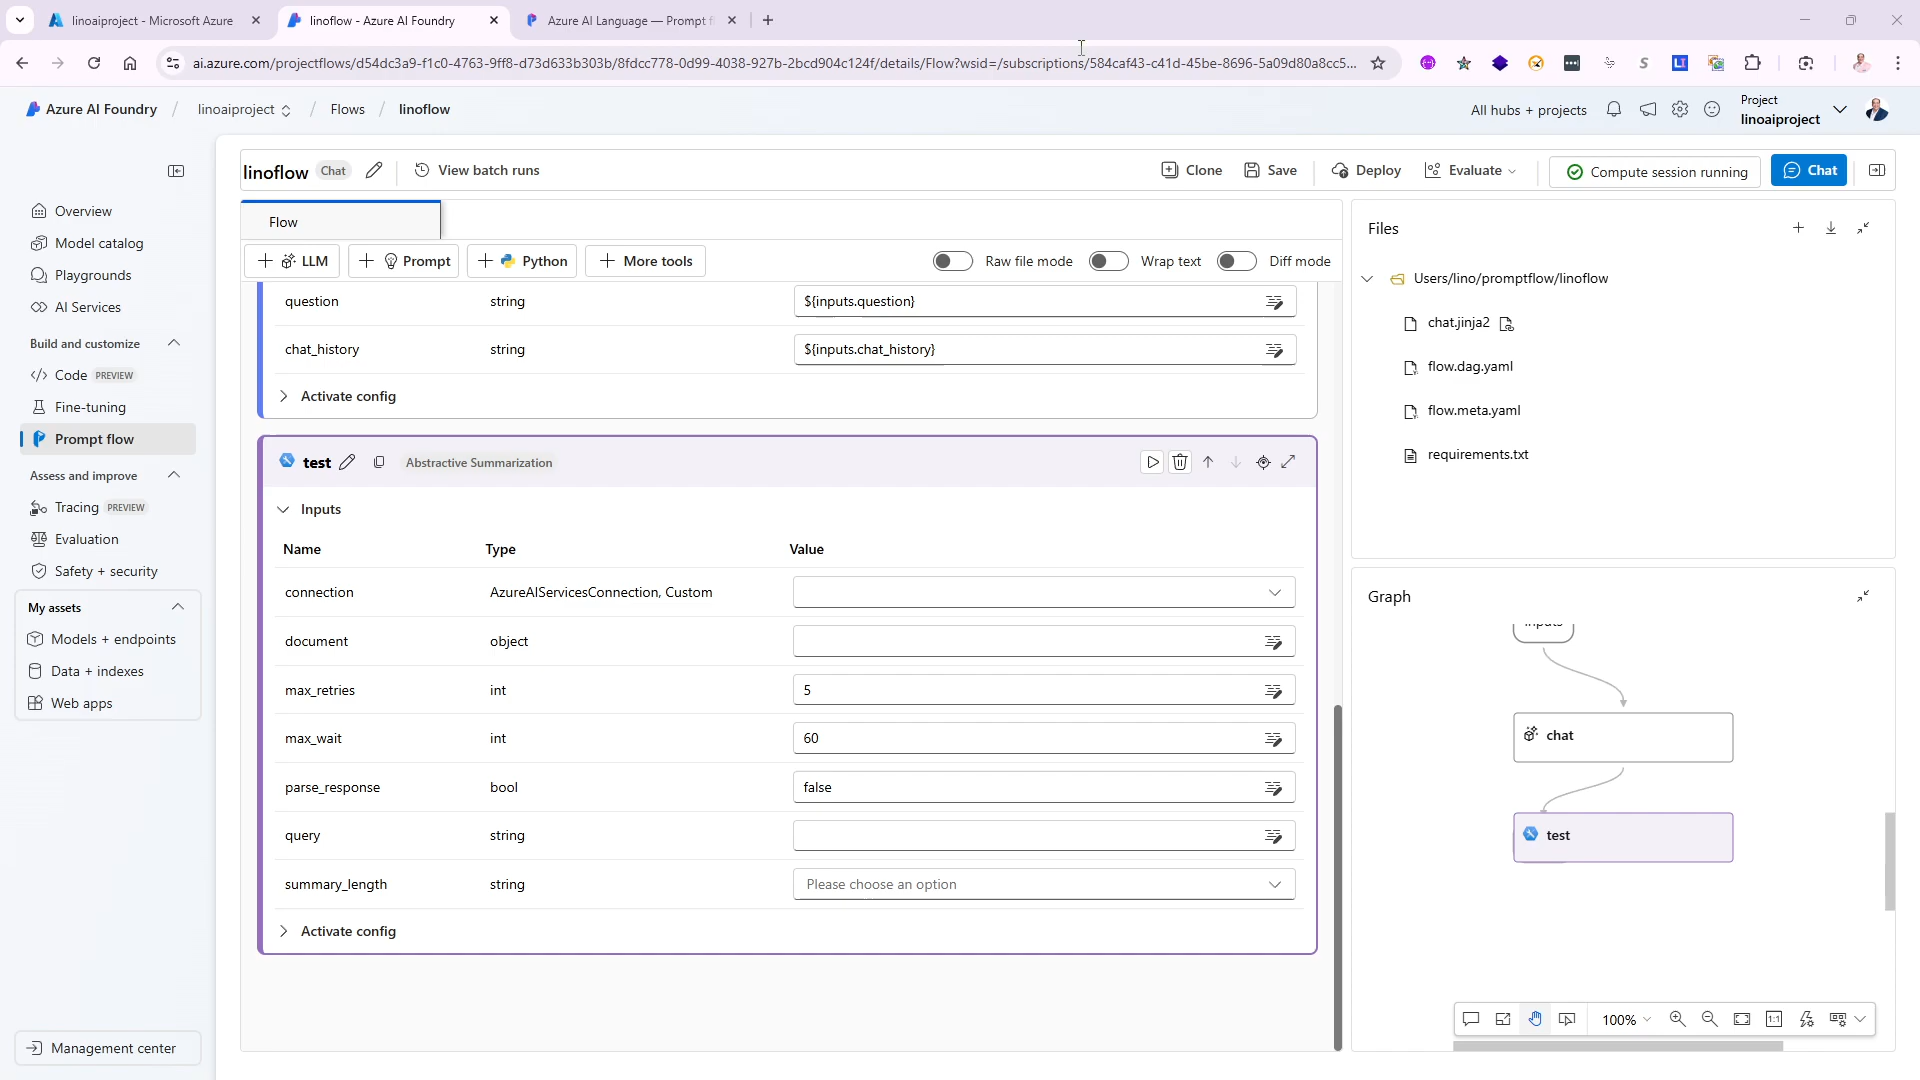 linoaiproject - Microsoft Azure
linoflow - Azure AI Foundry
Azure AI Language — Prompt f
ai.azure.com/projectflows/d54dc3a9-f1c0-4763-9ff8-d73d633b303b/8fdcc778-0d99-4038-927b-2bcd904c124f/details/Flow?wsid=/subscriptions/584caf43-c41d-45be-8696-5a09d80a8cc5...
Azure AI Foundry / linoaiproject / Flows / linoflow
All hubs + projects
Project
linoaiproject
linoflow Chat
View batch runs
Clone
Save
Deploy
Evaluate
Compute session running
Chat
Overview
Model catalog
Playgrounds
AI Services
Build and customize
Code PREVIEW
Fine-tuning
Prompt flow
Assess and improve
Tracing PREVIEW
Evaluation
Safety + security
My assets
Models + endpoints
Data + indexes
Web apps
Management center
Flow
+ LLM
+ Prompt
+ Python
+ More tools
Raw file mode
Wrap text
Diff mode
question string ${inputs.question}
chat_history string ${inputs.chat_history}
Activate config
test Abstractive Summarization
Inputs
Name Type Value
connection AzureAIServicesConnection, Custom
document object
max_retries int 5
max_wait int 60
parse_response bool false
query string
summary_length string Please choose an option
Activate config
Files
Users/lino/promptflow/linoflow
chat.jinja2
flow.dag.yaml
flow.meta.yaml
requirements.txt
Graph
inputs
chat
test
100%
1:1